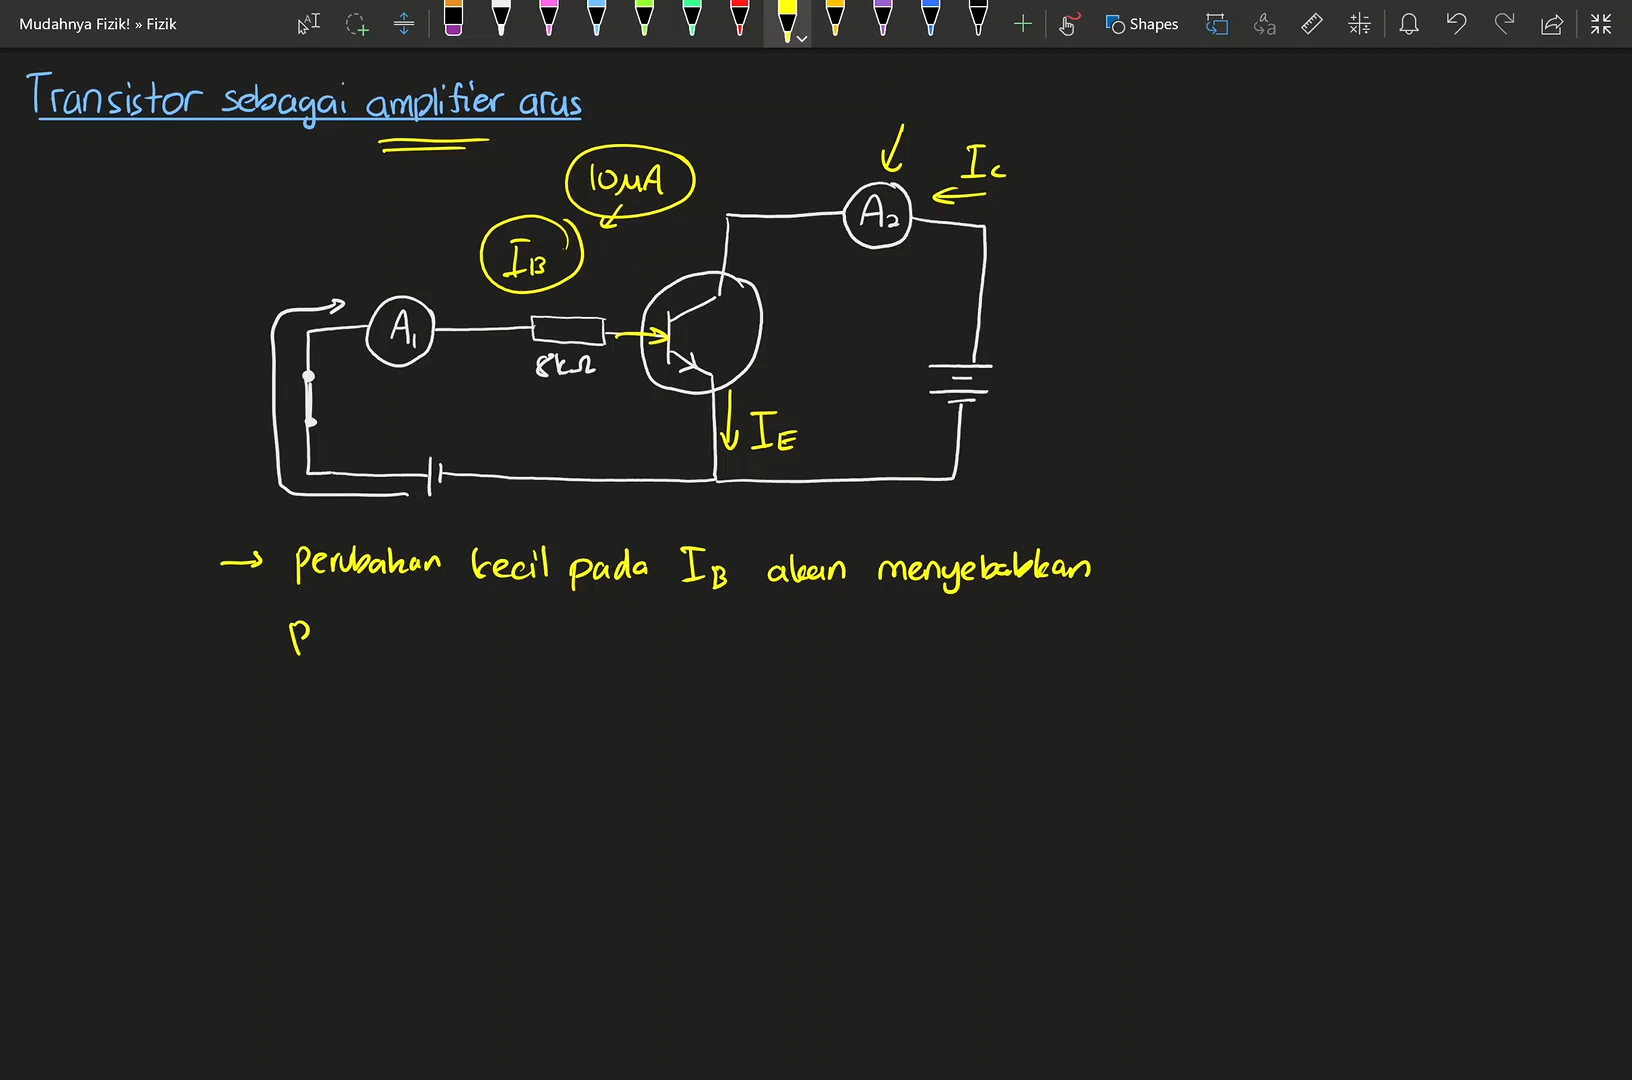 Mudahnya Fizik! » Fizik
Shapes
Transistor sebagai amplifier arus
10μA
IB
IC
A2
A1
8kΩ
IE
→ perubahan kecil pada IB akan menyebabkan
P